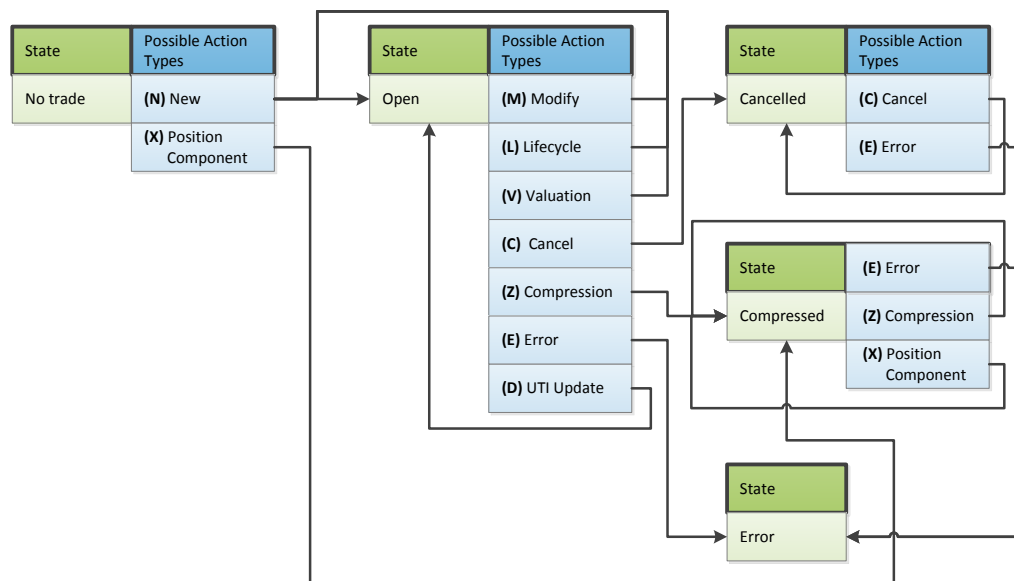 State
Possible Action
Types
No trade
(N) New
(X) Position
Component
State
Possible Action
Types
Open
(M) Modify
(L) Lifecycle
(V) Valuation
(C) Cancel
(Z) Compression
(E) Error
(D) UTI Update
State
Possible Action
Types
Cancelled
(C) Cancel
(E) Error
State
(E) Error
Compressed
(Z) Compression
(X) Position
Component
State
Error